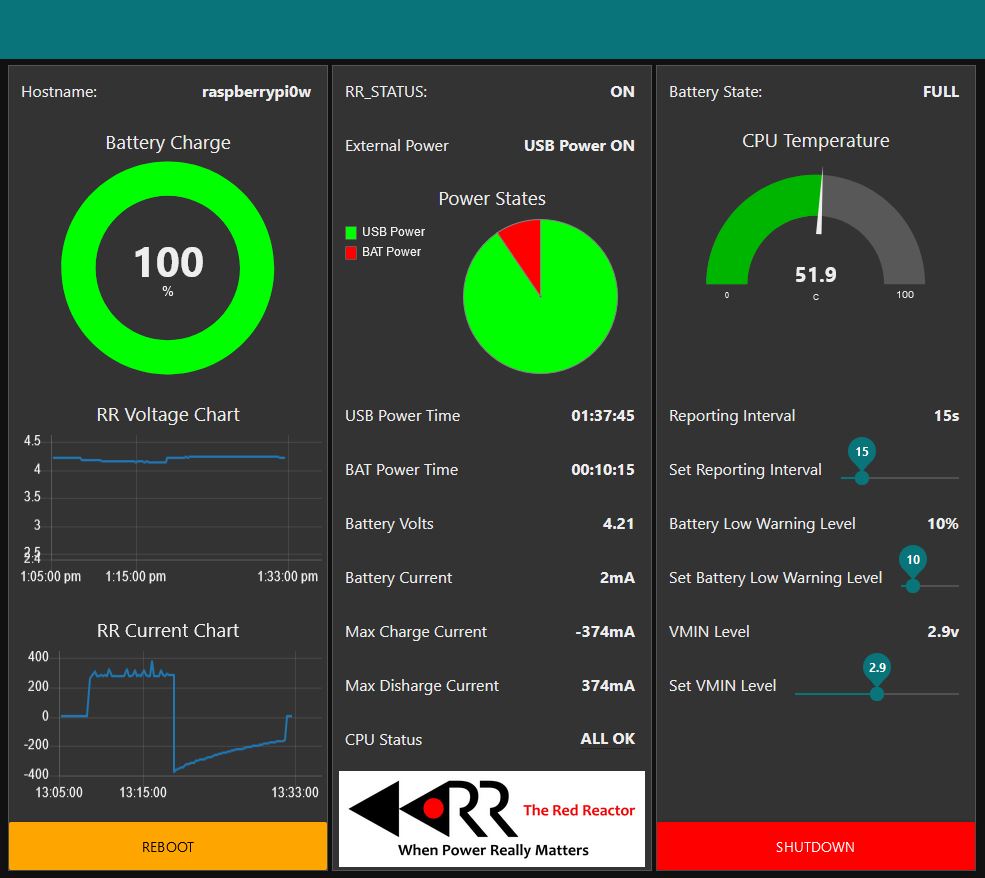 Hostname: raspberrypi0w
Battery Charge
100
%
RR Voltage Chart
4.5
4
3.5
3
2.5
2.4
1:05:00 pm 1:15:00 pm 1:33:00 pm
RR Current Chart
400
200
0
-200
-400
13:05:00 13:15:00 13:33:00
REBOOT
RR_STATUS: ON
External Power USB Power ON
Power States
USB Power
BAT Power
USB Power Time 01:37:45
BAT Power Time 00:10:15
Battery Volts 4.21
Battery Current 2mA
Max Charge Current -374mA
Max Disharge Current 374mA
CPU Status ALL OK
RR The Red Reactor
When Power Really Matters
Battery State: FULL
CPU Temperature
51.9
0 C 100
Reporting Interval 15s
15
Set Reporting Interval
Battery Low Warning Level 10%
10
Set Battery Low Warning Level
VMIN Level 2.9v
2.9
Set VMIN Level
SHUTDOWN